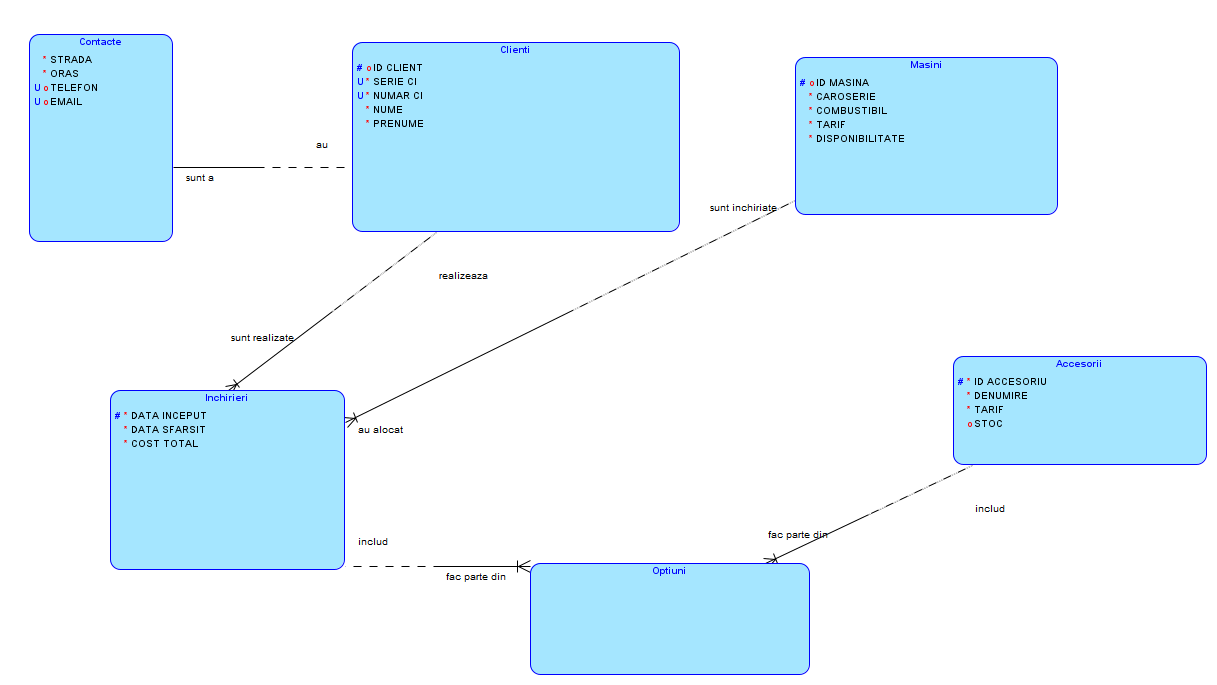 Contacte
* STRADA
* ORAS
U o TELEFON
U o EMAIL
Clienti
# o ID CLIENT
U * SERIE CI
U * NUMAR CI
* NUME
* PRENUME
Masini
# o ID MASINA
* CAROSERIE
* COMBUSTIBIL
* TARIF
* DISPONIBILITATE
au
sunt a
sunt inchiriate
realizeaza
sunt realizate
Inchirieri
# * DATA INCEPUT
* DATA SFARSIT
* COST TOTAL
au alocat
Accesorii
# * ID ACCESORIU
* DENUMIRE
* TARIF
o STOC
includ
fac parte din
includ
fac parte din
Optiuni